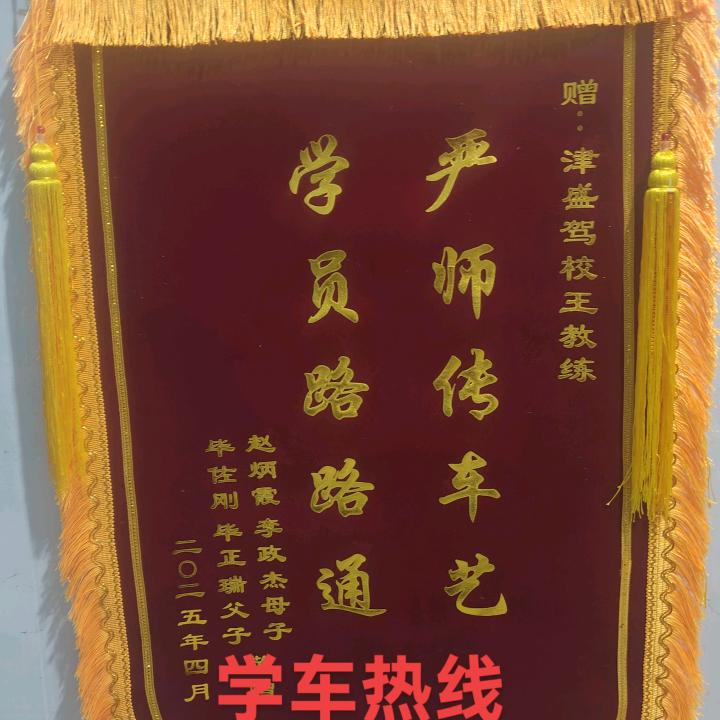 赠:津盛驾校王教练
严师传车艺
学员路路通
赵炳霞李政杰母子
毕佐刚毕正瑞父子
二〇二五年四月
学车热线